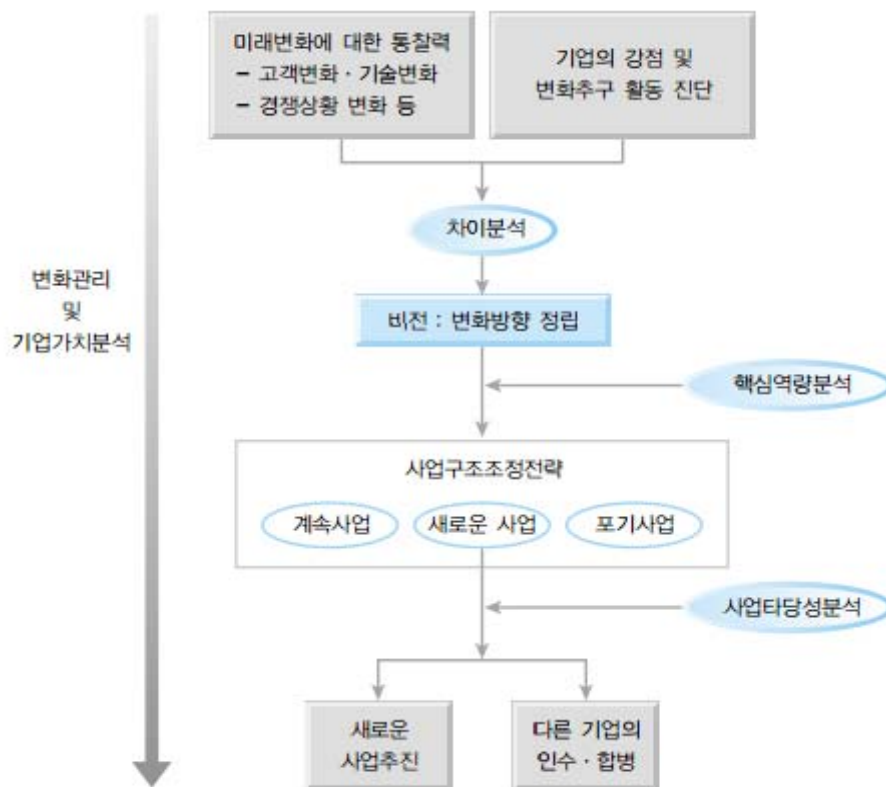 미래변화에 대한 통찰력
– 고객변화 · 기술변화
– 경쟁상황 변화 등
기업의 강점 및
변화추구 활동 진단
차이분석
변화관리
및
기업가치분석
비전 : 변화방향 정립
핵심역량분석
사업구조조정전략
계속사업
새로운 사업
포기사업
사업타당성분석
새로운
사업추진
다른 기업의
인수 · 합병